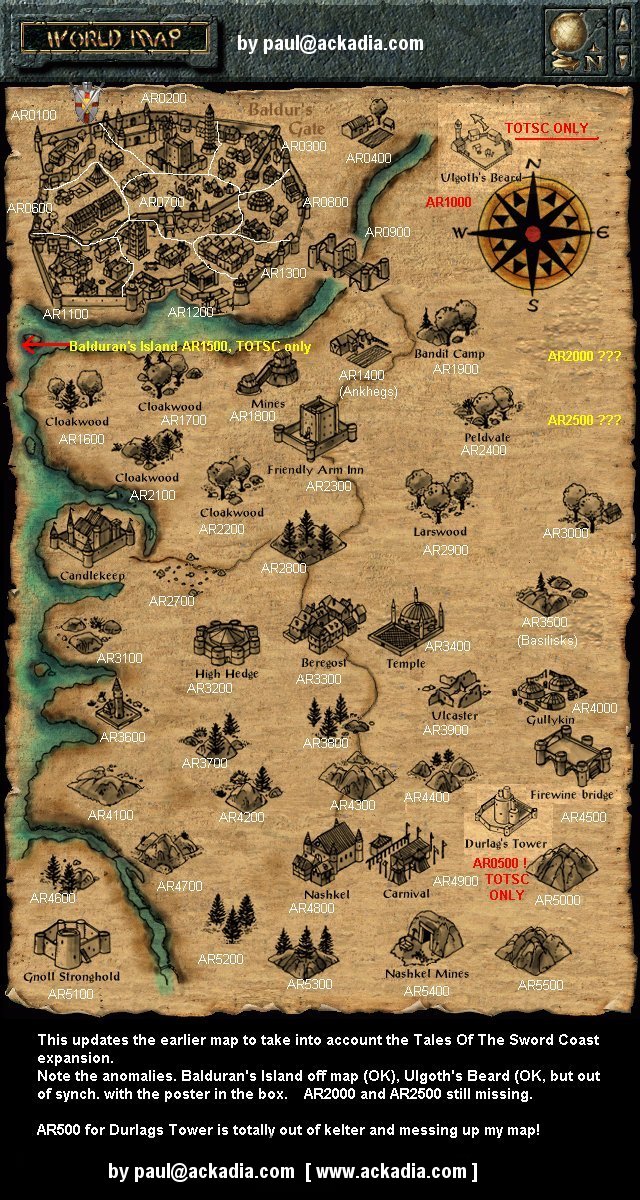 WORLD MAP
by paul@ackadia.com
N
AR0100
AR0200
Baldur's
Gate
AR0300
AR0400
TOTSC ONLY
Ulgoth's Beard
AR0600
AR0700
AR0800
AR1000
AR0900
N
W
E
S
AR1300
AR1100
AR1200
Balduran's Island AR1500, TOTSC only
AR1400
(Ankhegs)
Bandit Camp
AR1900
AR2000 ???
Cloakwood
AR1600
Cloakwood
AR1700
Mines
AR1800
Peldvale
AR2400
AR2500 ???
Friendly Arm Inn
AR2300
Cloakwood
AR2100
Cloakwood
AR2200
Larswood
AR2900
AR3000
Candlekeep
AR2700
AR2800
AR3100
High Hedge
AR3200
Beregost
AR3300
Temple
AR3400
AR3500
(Basilisks)
AR3600
AR3700
AR3800
Ulcaster
AR3900
Gullykin
AR4000
AR4100
AR4200
AR4300
AR4400
Firewine bridge
AR4500
Durlag's Tower
AR0500 !
TOTSC
ONLY
AR4600
AR4700
Nashkel
AR4800
Carnival
AR4900
AR5000
Gnoll Stronghold
AR5100
AR5200
AR5300
Nashkel Mines
AR5400
AR5500
This updates the earlier map to take into account the Tales Of The Sword Coast
expansion.
Note the anomalies. Balduran's Island off map (OK), Ulgoth's Beard (OK, but out
of synch. with the poster in the box. AR2000 and AR2500 still missing.
AR500 for Durlags Tower is totally out of kelter and messing up my map!
by paul@ackadia.com [ www.ackadia.com ]